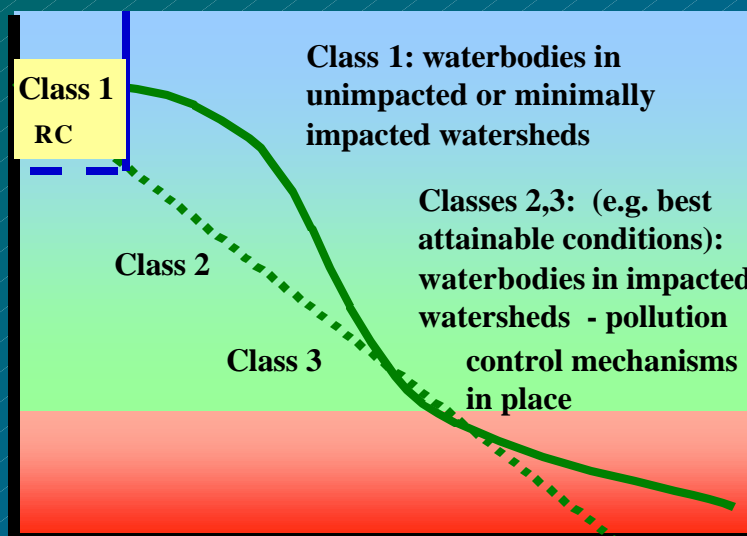 Class 1
RC
Class 1: waterbodies in
unimpacted or minimally
impacted watersheds
Class 2
Class 3
Classes 2,3: (e.g. best
attainable conditions):
waterbodies in impacted
watersheds - pollution
control mechanisms
in place